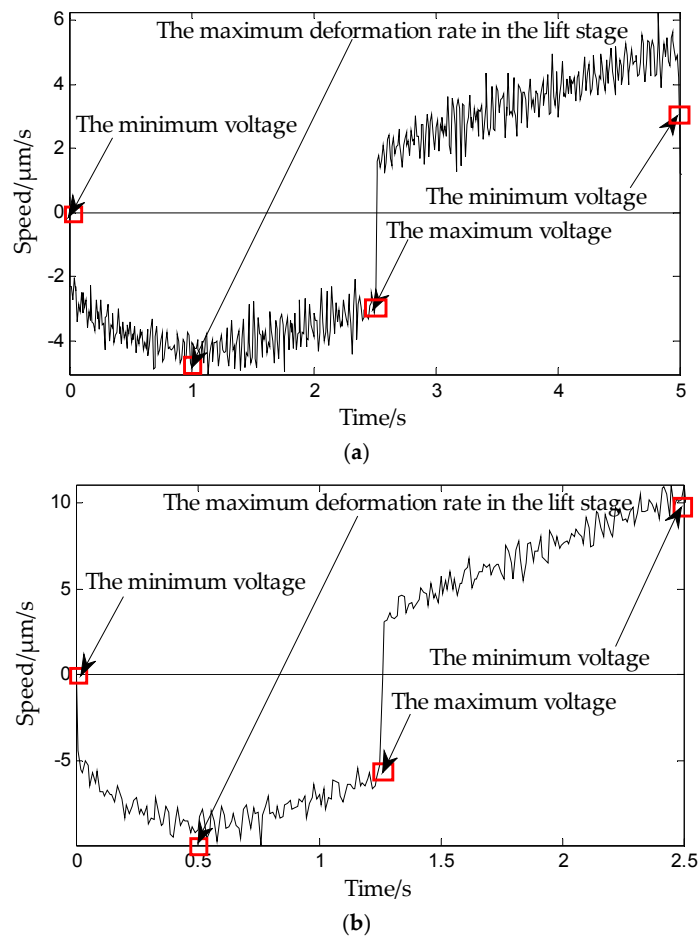 6
The maximum deformation rate in the lift stage
4
The minimum voltage
2
The minimum voltage
0
The maximum voltage
-2
-4
Speed/µm/s
0 1 2 3 4 5
Time/s
(a)
10
The maximum deformation rate in the lift stage
5
The minimum voltage
The minimum voltage
0
The maximum voltage
-5
Speed/µm/s
0 0.5 1 1.5 2 2.5
Time/s
(b)